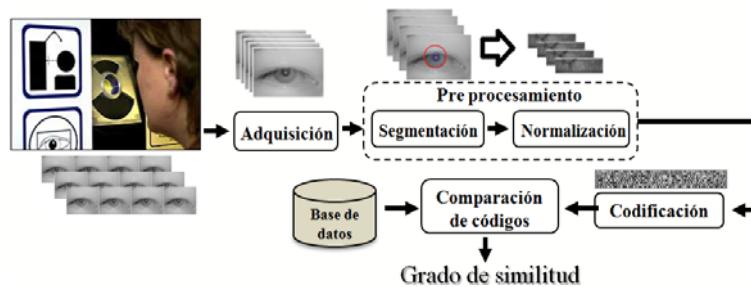 Pre procesamiento
Adquisición
Segmentación
Normalización
Base de
datos
Comparación
de códigos
Codificación
Grado de similitud